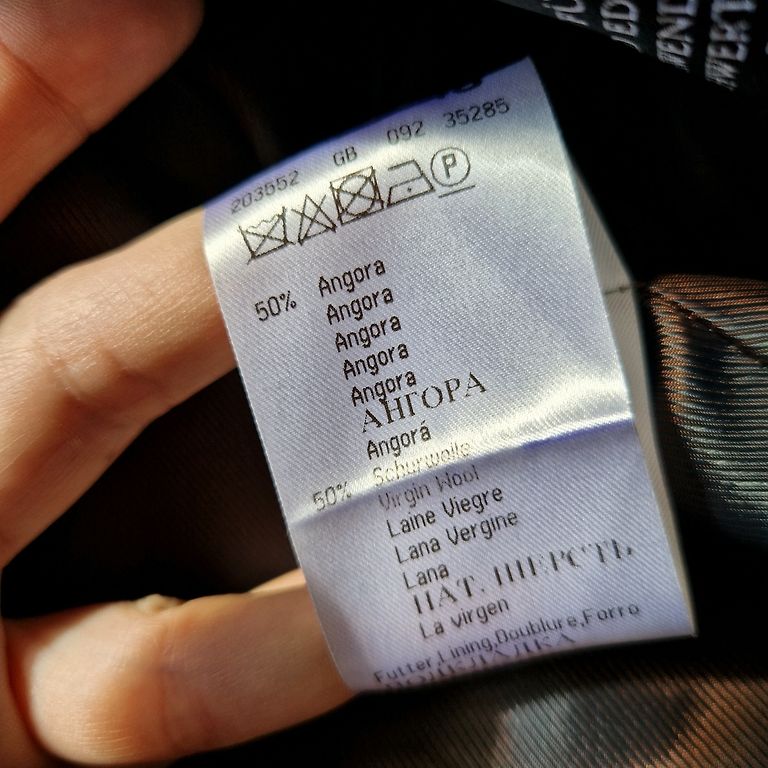 203552 GB 092 35285
50% Angora
Angora
Angora
Angora
Angora
АНГОРА
Angorá
50% Schurwolle
Virgin Wool
Laine Viegre
Lana Vergine
Lana
НАТ. ШЕРСТЬ
La virgen
Futter,Lining,Doublure,Forro
ПОДКЛАДКА